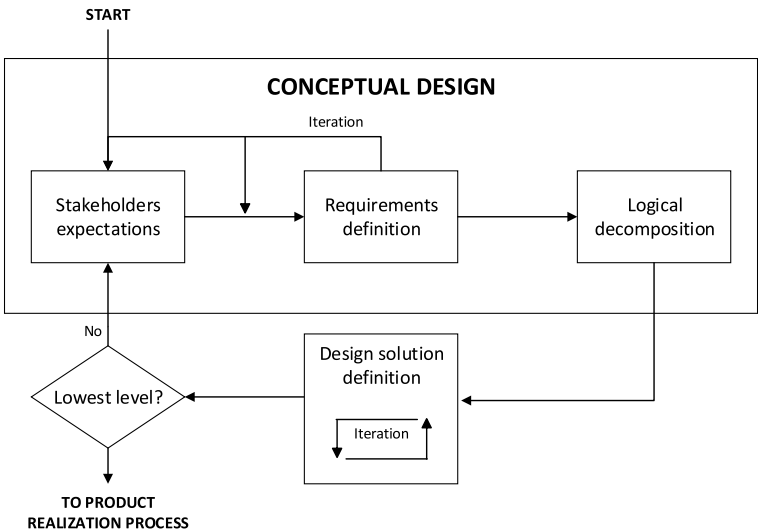 START
CONCEPTUAL DESIGN
Iteration
Stakeholders
expectations
Requirements
definition
Logical
decomposition
No
Design solution
definition
Lowest level?
Iteration
TO PRODUCT
REALIZATION PROCESS